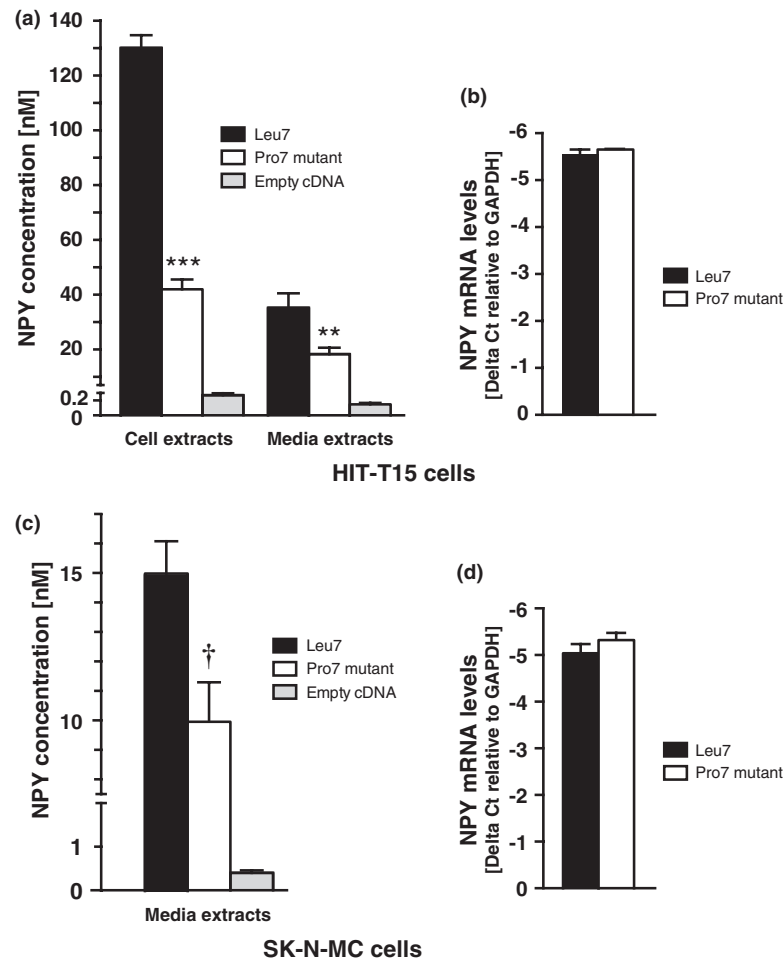 (a)
NPY concentration [nM]
140
120
100
80
60
40
20
0.2
0
***
**
Leu7
Pro7 mutant
Empty cDNA
Cell extracts
Media extracts
(b)
NPY mRNA levels
[Delta Ct relative to GAPDH]
-6
-5
-4
-3
-2
-1
0
Leu7
Pro7 mutant
HIT-T15 cells
(c)
NPY concentration [nM]
15
10
1
0
†
Leu7
Pro7 mutant
Empty cDNA
Media extracts
(d)
NPY mRNA levels
[Delta Ct relative to GAPDH]
-6
-5
-4
-3
-2
-1
0
Leu7
Pro7 mutant
SK-N-MC cells